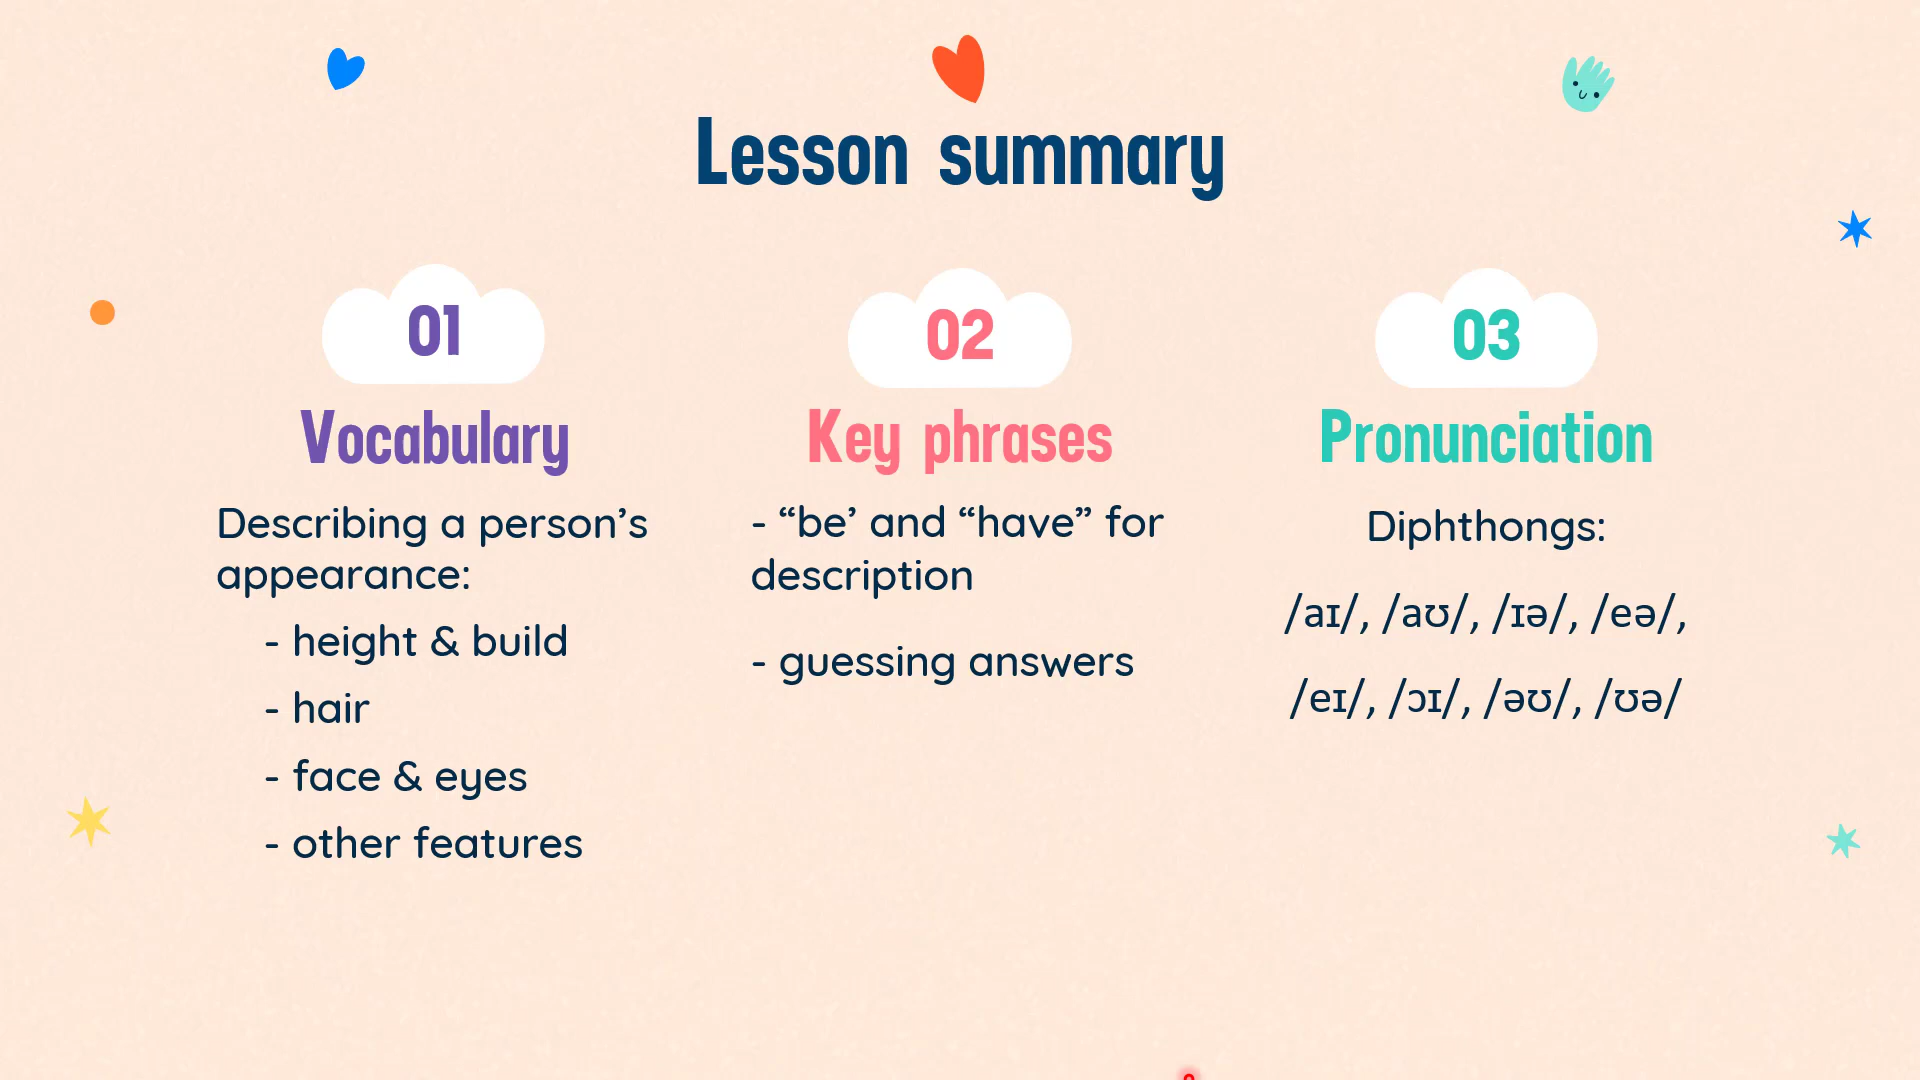 Lesson summary
01
Vocabulary
Describing a person’s
appearance:
- height & build
- hair
- face & eyes
- other features
02
Key phrases
- “be’ and “have” for
description
- guessing answers
03
Pronunciation
Diphthongs:
/aɪ/, /aʊ/, /ɪə/, /eə/,
/eɪ/, /ɔɪ/, /əʊ/, /ʊə/